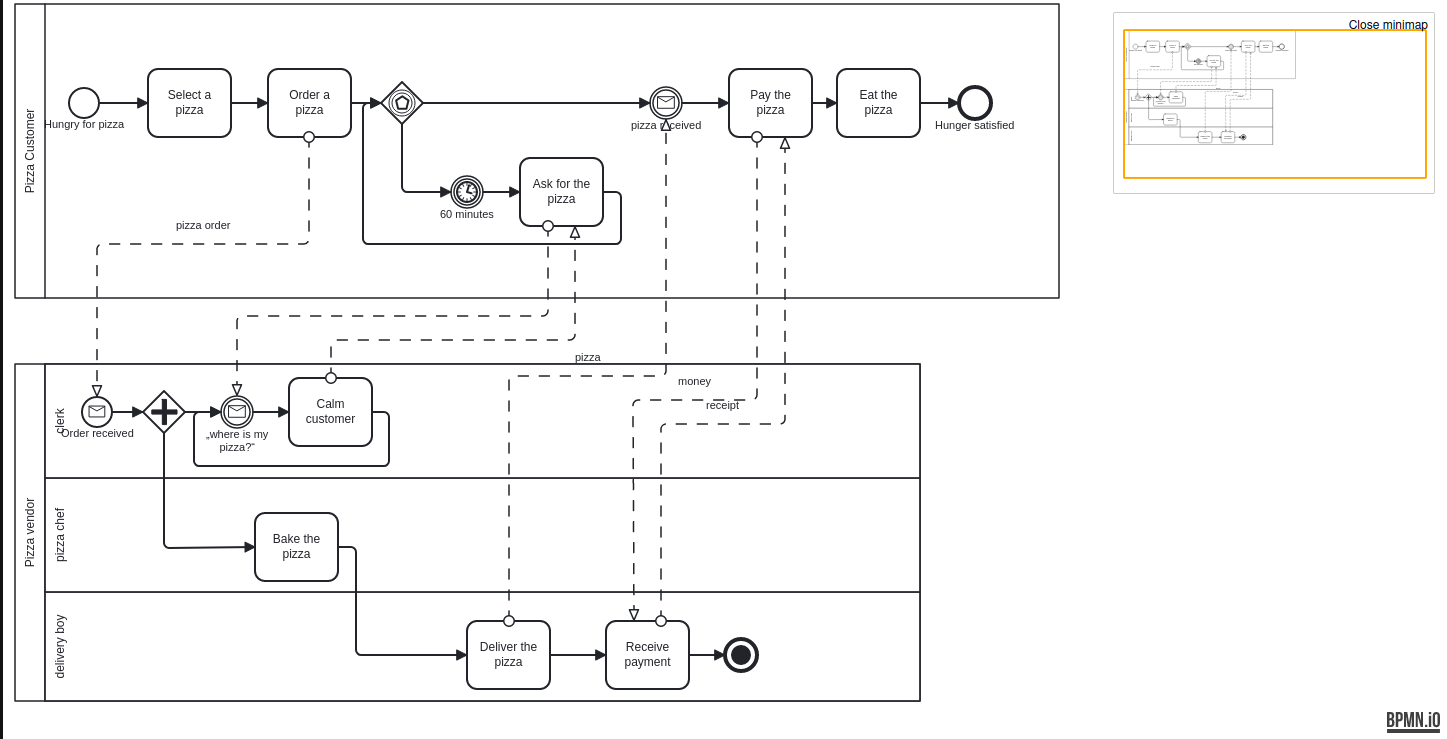 Close minimap
Pizza Customer
Select a
pizza
Order a
pizza
Pay the
pizza
Eat the
pizza
Hungry for pizza
pizza received
Hunger satisfied
Ask for the
pizza
60 minutes
pizza order
pizza
money
receipt
Pizza vendor
clerk
Order received
„where is my
pizza?“
Calm
customer
pizza chef
Bake the
pizza
delivery boy
Deliver the
pizza
Receive
payment
BPMN.iO